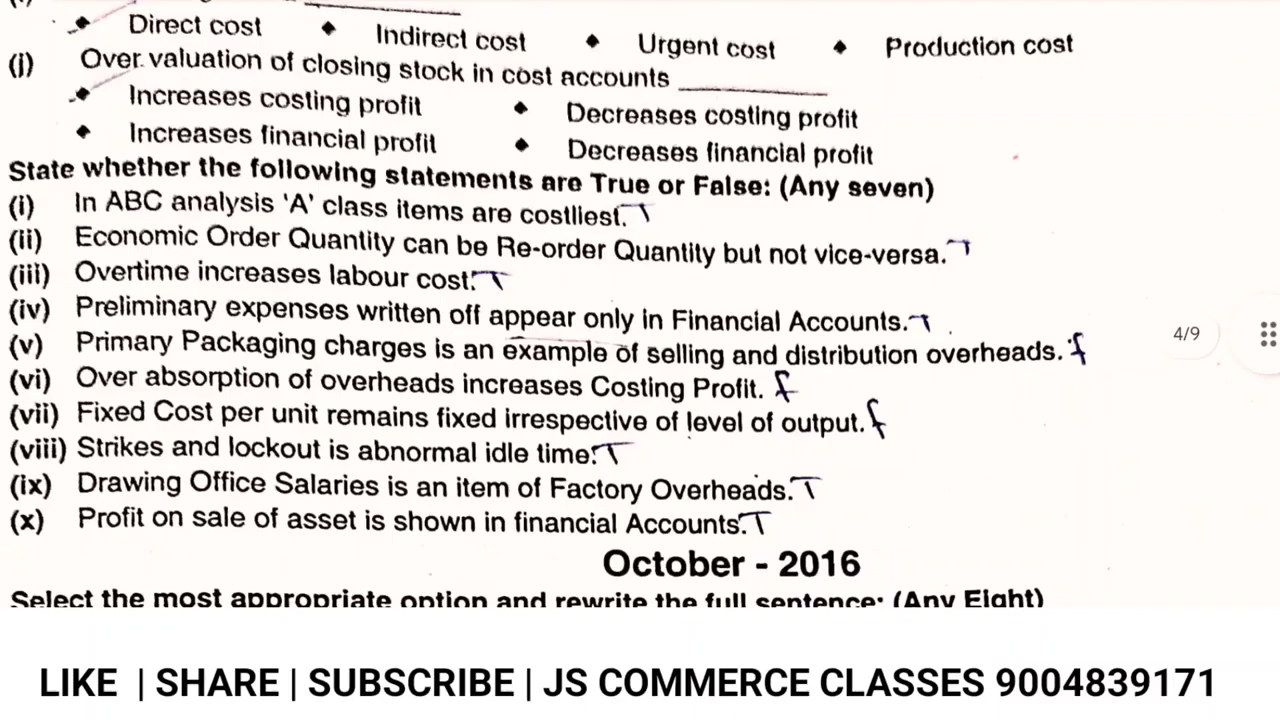 Direct cost ◆ Indirect cost ◆ Urgent cost ◆ Production cost
(j) Over valuation of closing stock in cost accounts ________
Increases costing profit ◆ Decreases costing profit
◆ Increases financial profit ◆ Decreases financial profit
State whether the following statements are True or False: (Any seven)
(i) In ABC analysis 'A' class items are costliest. T
(ii) Economic Order Quantity can be Re-order Quantity but not vice-versa. T
(iii) Overtime increases labour cost. T
(iv) Preliminary expenses written off appear only in Financial Accounts. T
(v) Primary Packaging charges is an example of selling and distribution overheads. f
(vi) Over absorption of overheads increases Costing Profit. f
(vii) Fixed Cost per unit remains fixed irrespective of level of output. f
(viii) Strikes and lockout is abnormal idle time. T
(ix) Drawing Office Salaries is an item of Factory Overheads. T
(x) Profit on sale of asset is shown in financial Accounts. T
October - 2016
Select the most appropriate option and rewrite the full sentence: (Any Eight)
4/9
LIKE | SHARE | SUBSCRIBE | JS COMMERCE CLASSES 9004839171